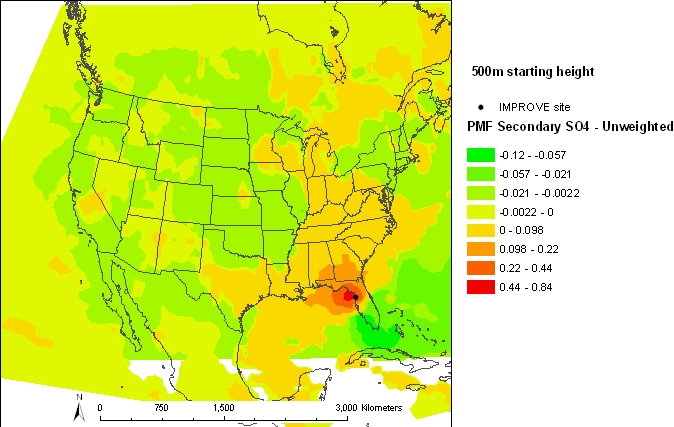 500m starting height
IMPROVE site
PMF Secondary SO4 - Unweighted
-0.12 - -0.057
-0.057 - -0.021
-0.021 - -0.0022
-0.0022 - 0
0 - 0.098
0.098 - 0.22
0.22 - 0.44
0.44 - 0.84
N
0 750 1,500 3,000 Kilometers